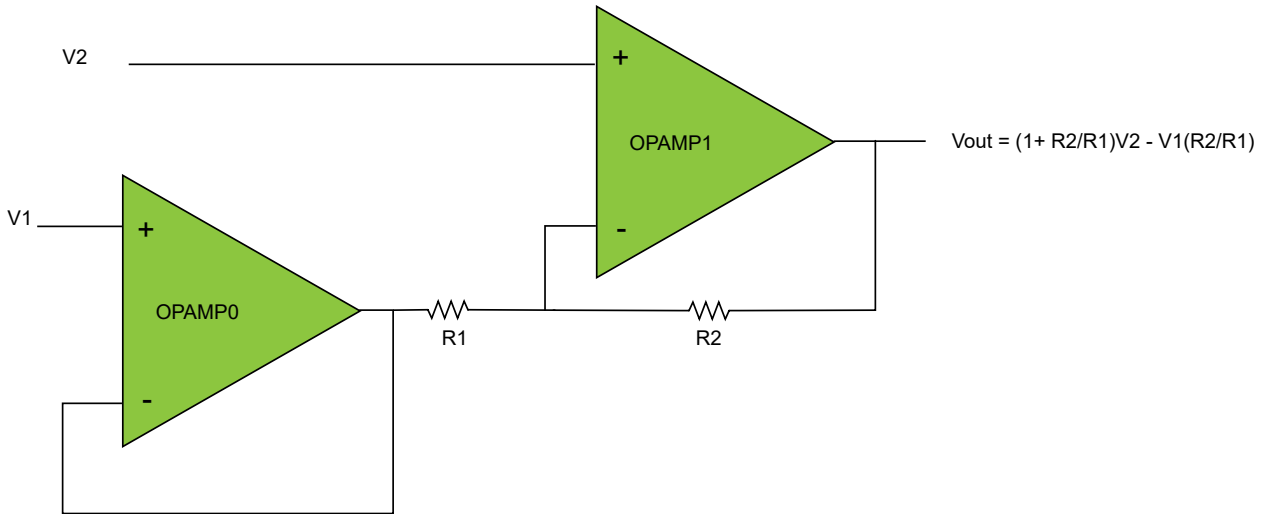 V2
+
OPAMP1
-
Vout = (1+ R2/R1)V2 - V1(R2/R1)
V1
+
OPAMP0
-
R1
R2